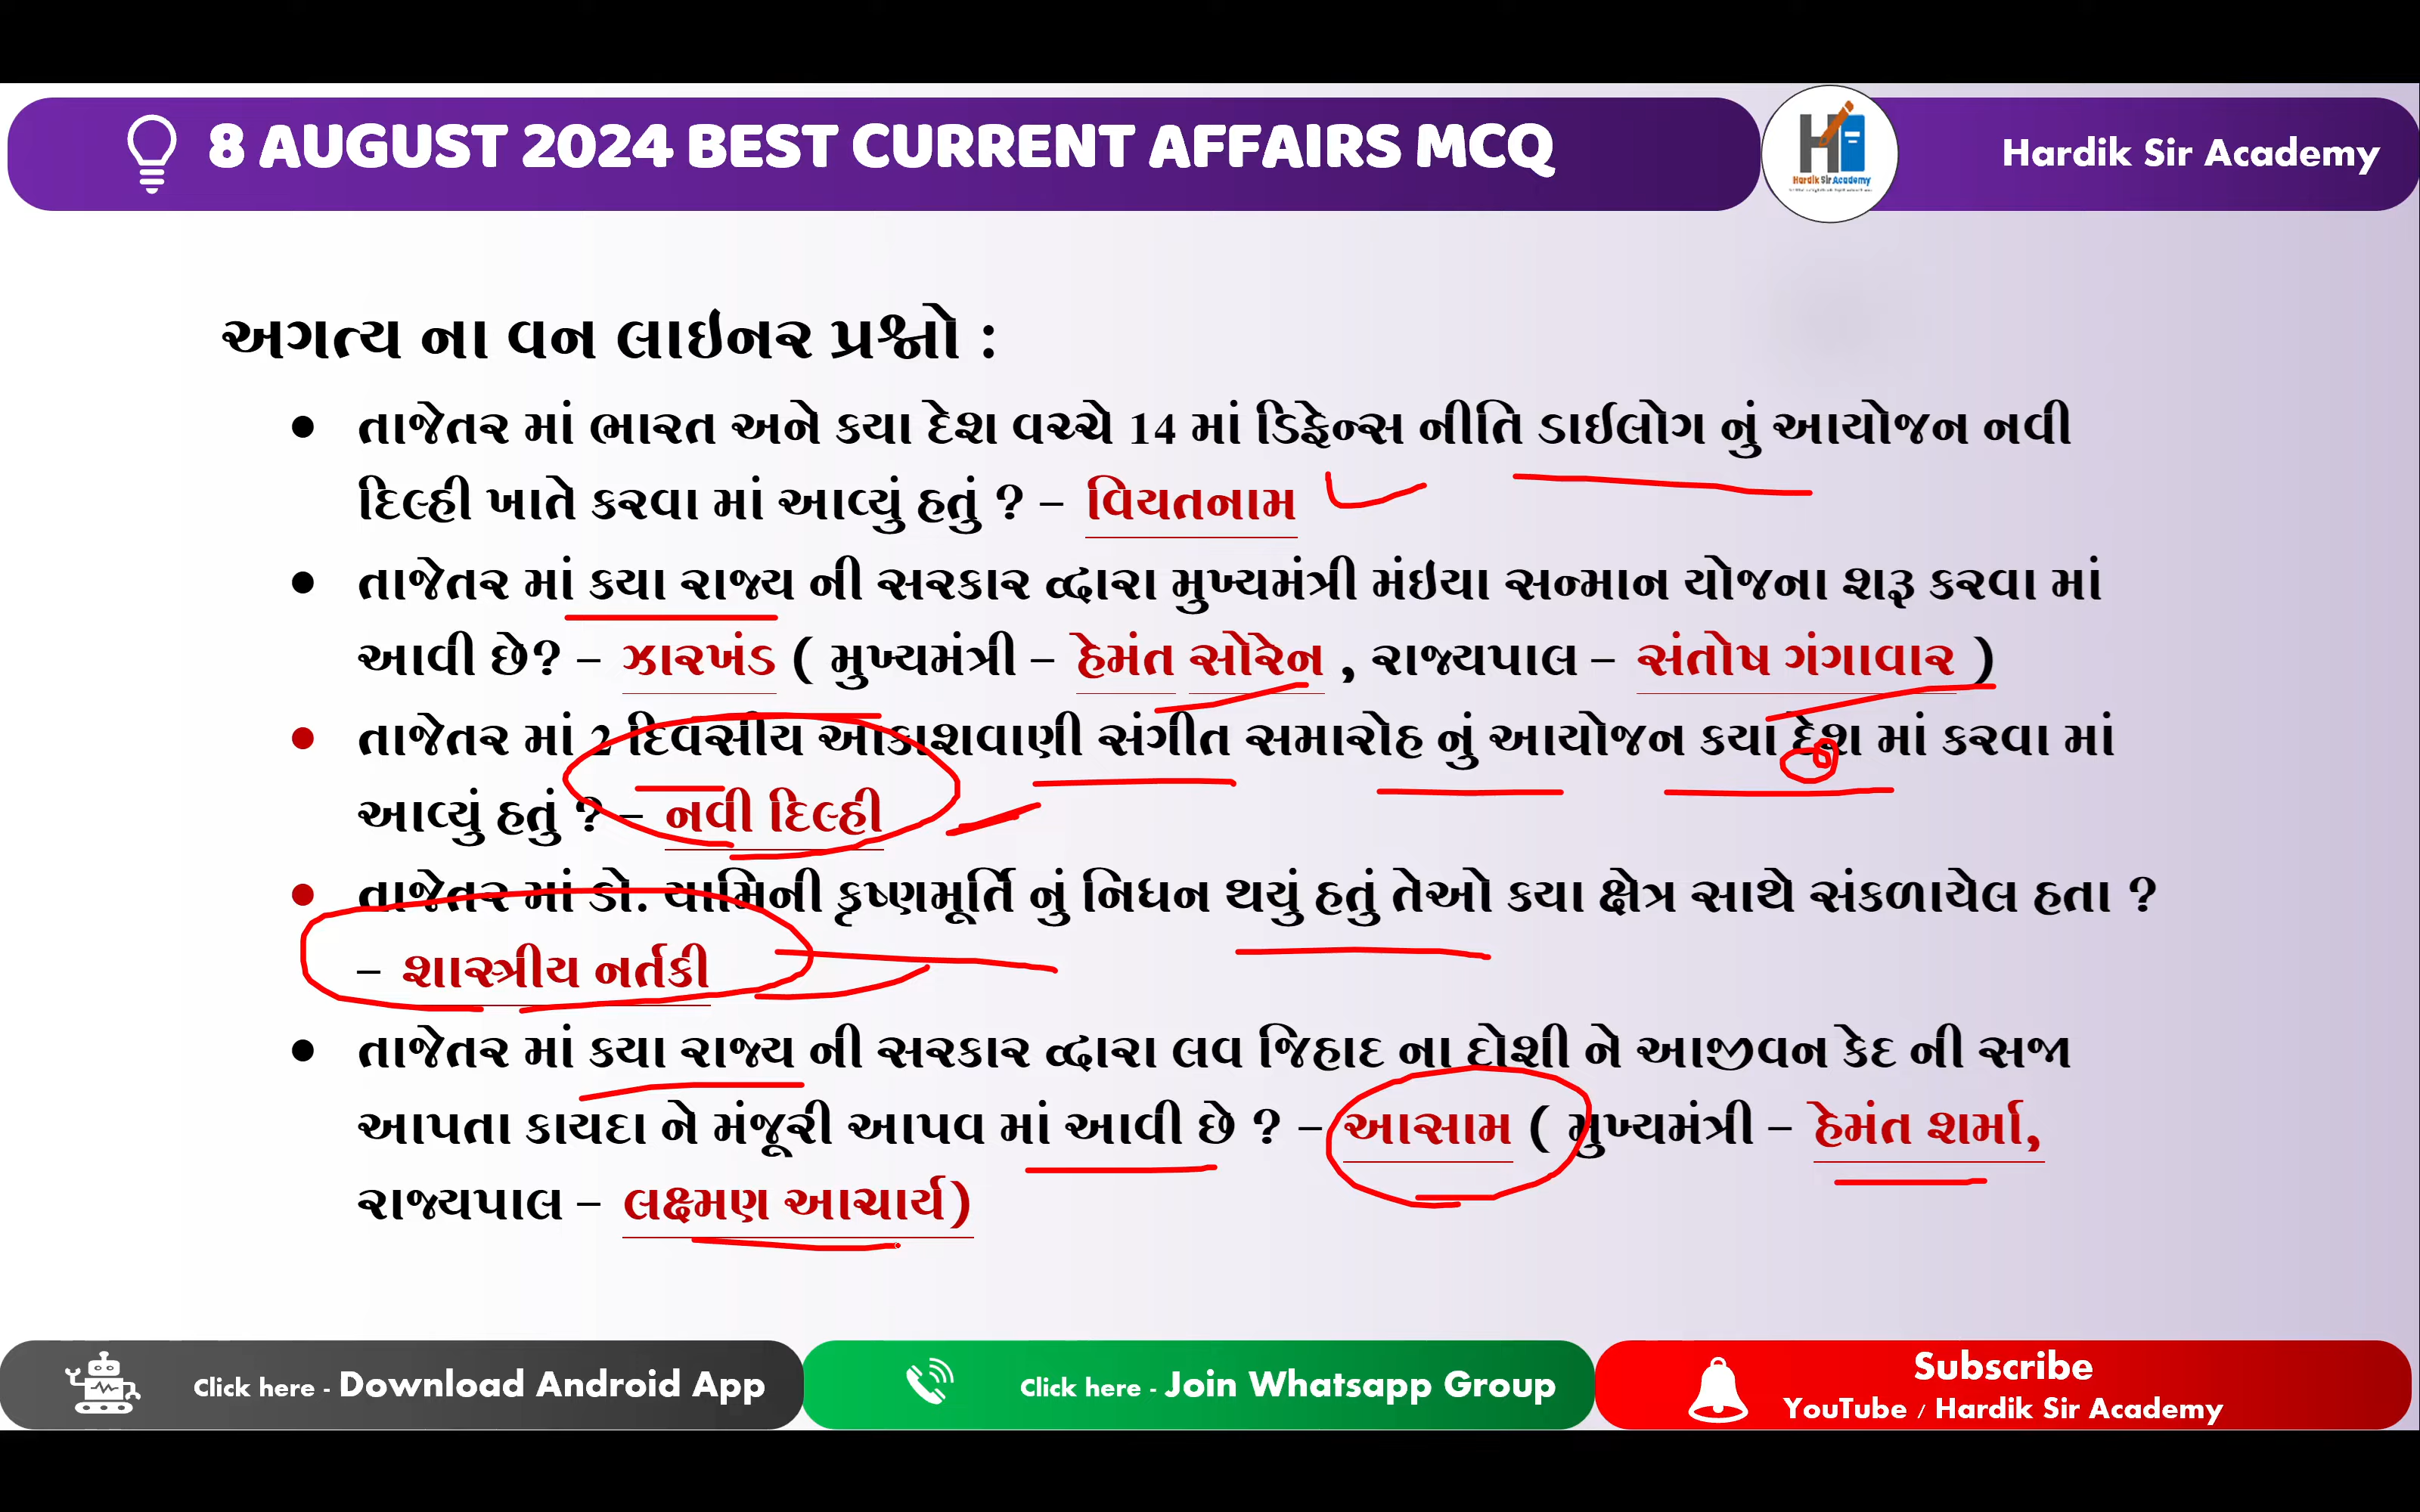 8 AUGUST 2024 BEST CURRENT AFFAIRS MCQ
Hardik Sir Academy
Hardik Sir Academy
અગત્ય ના વન લાઇનર પ્રશ્નો :
• તાજેતર માં ભારત અને કયા દેશ વચ્ચે 14 માં ડિફેન્સ નીતિ ડાઈલોગ નું આયોજન નવી
દિલ્હી ખાતે કરવા માં આવ્યું હતું ? – વિયતનામ
• તાજેતર માં કયા રાજ્ય ની સરકાર દ્વારા મુખ્યમંત્રી મંઇયા સન્માન યોજના શરૂ કરવા માં
આવી છે? – ઝારખંડ ( મુખ્યમંત્રી – હેમંત સોરેન , રાજ્યપાલ – સંતોષ ગંગાવાર )
• તાજેતર માં 2 દિવસીય આકાશવાણી સંગીત સમારોહ નું આયોજન કયા દેશ માં કરવા માં
આવ્યું હતું ? – નવી દિલ્હી
• તાજેતર માં ડો. યામિની કૃષ્ણમૂર્તિ નું નિધન થયું હતું તેઓ કયા ક્ષેત્ર સાથે સંકળાયેલ હતા ?
– શાસ્ત્રીય નર્તકી
• તાજેતર માં કયા રાજ્ય ની સરકાર દ્વારા લવ જિહાદ ના દોશી ને આજીવન કેદ ની સજા
આપતા કાયદા ને મંજૂરી આપવ માં આવી છે ? – આસામ ( મુખ્યમંત્રી – હેમંત શર્મા,
રાજ્યપાલ – લક્ષ્મણ આચાર્ય)
Click here - Download Android App
Click here - Join Whatsapp Group
Subscribe
YouTube / Hardik Sir Academy